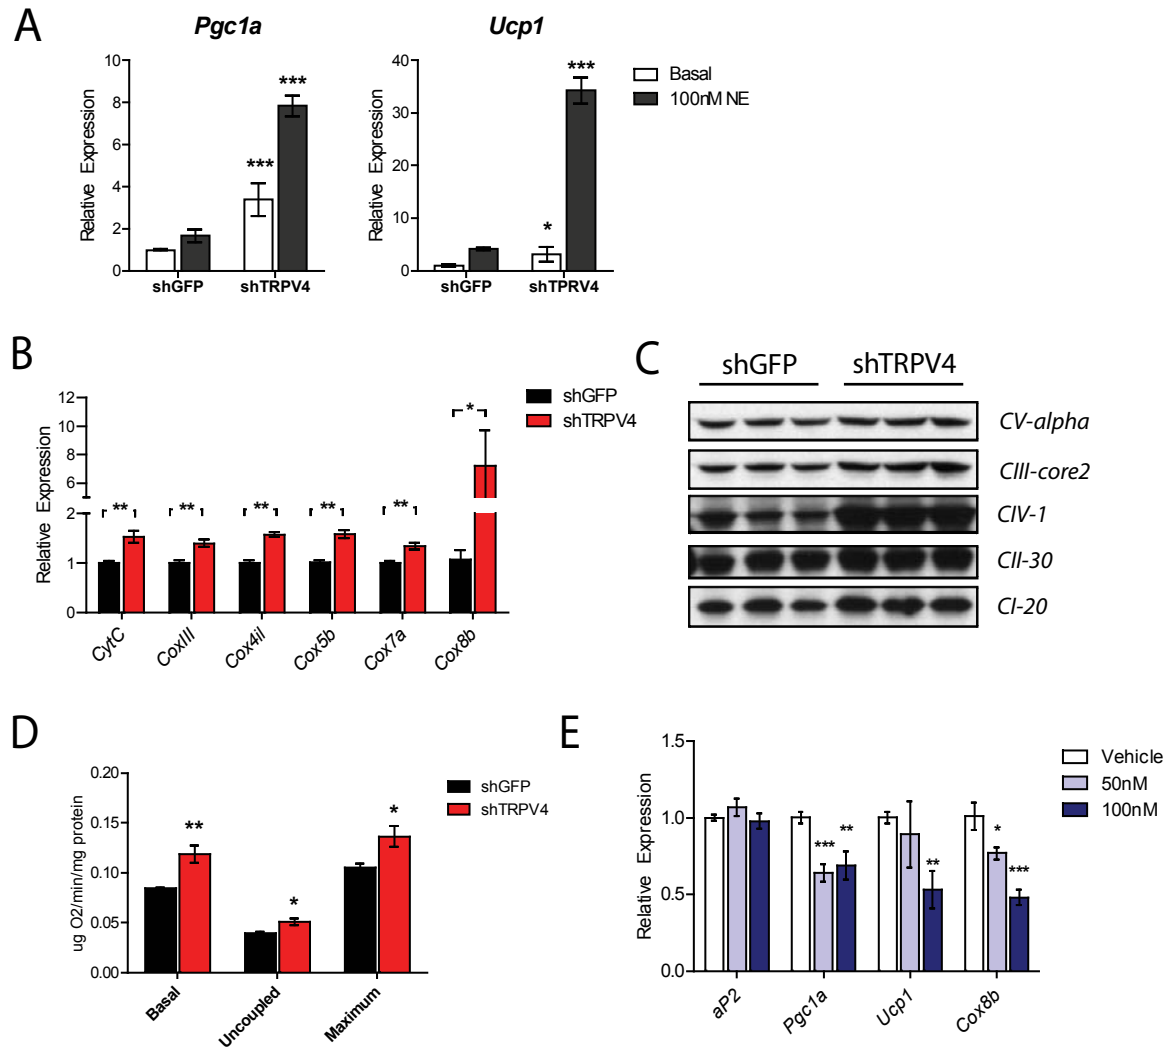 A
Pgc1a
Ucp1
Relative Expression
10
8
6
4
2
0
***
***
shGFP
shTRPV4
Relative Expression
40
30
20
10
0
*
***
shGFP
shTPRV4
Basal
100nM NE
B
Relative Expression
12
10
8
6
2
1
0
**
**
**
**
**
*
shGFP
shTRPV4
CytC
CoxIII
Cox4il
Cox5b
Cox7a
Cox8b
C
shGFP
shTRPV4
CV-alpha
CIII-core2
CIV-1
CII-30
CI-20
D
ug O2/min/mg protein
0.20
0.15
0.10
0.05
0.00
**
*
*
shGFP
shTRPV4
Basal
Uncoupled
Maximum
E
Relative Expression
1.5
1.0
0.5
0.0
***
**
**
*
***
Vehicle
50nM
100nM
aP2
Pgc1a
Ucp1
Cox8b